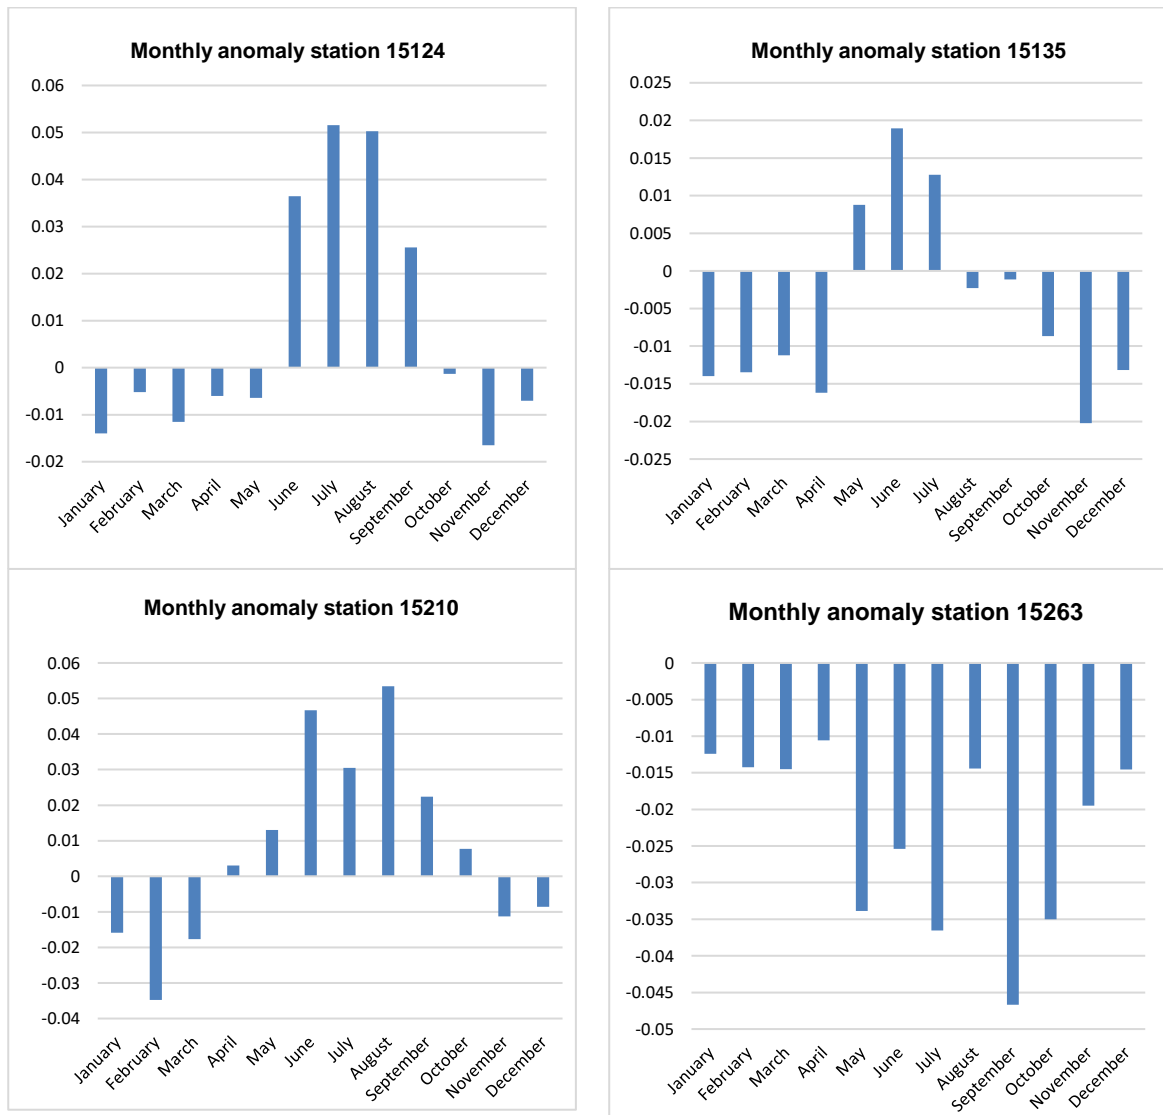 Monthly anomaly station 15124
0.06
0.05
0.04
0.03
0.02
0.01
0
-0.01
-0.02
January
February
March
April
May
June
July
August
September
October
November
December
Monthly anomaly station 15135
0.025
0.02
0.015
0.01
0.005
0
-0.005
-0.01
-0.015
-0.02
-0.025
January
February
March
April
May
June
July
August
September
October
November
December
Monthly anomaly station 15210
0.06
0.05
0.04
0.03
0.02
0.01
0
-0.01
-0.02
-0.03
-0.04
January
February
March
April
May
June
July
August
September
October
November
December
Monthly anomaly station 15263
0
-0.005
-0.01
-0.015
-0.02
-0.025
-0.03
-0.035
-0.04
-0.045
-0.05
January
February
March
April
May
June
July
August
September
October
November
December